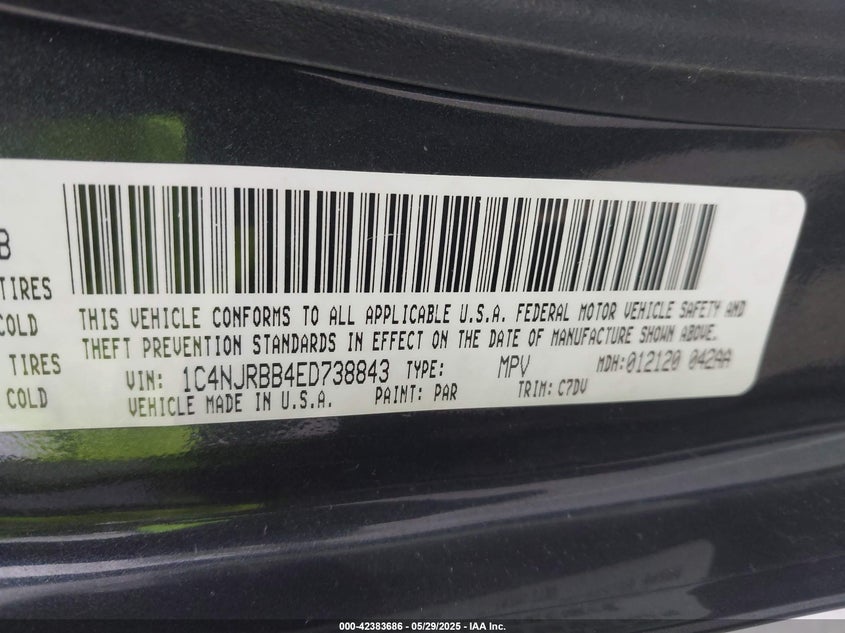 B
TIRES
COLD
TIRES
COLD
THIS VEHICLE CONFORMS TO ALL APPLICABLE U.S.A. FEDERAL MOTOR VEHICLE SAFETY AND
THEFT PREVENTION STANDARDS IN EFFECT ON THE DATE OF MANUFACTURE SHOWN ABOVE.
VIN: 1C4NJRBB4ED738843 TYPE: MPV MDH: 012120 042AA
VEHICLE MADE IN U.S.A. PAINT: PAR TRIM: C7DV
000-42383686 - 05/29/2025 - IAA Inc.